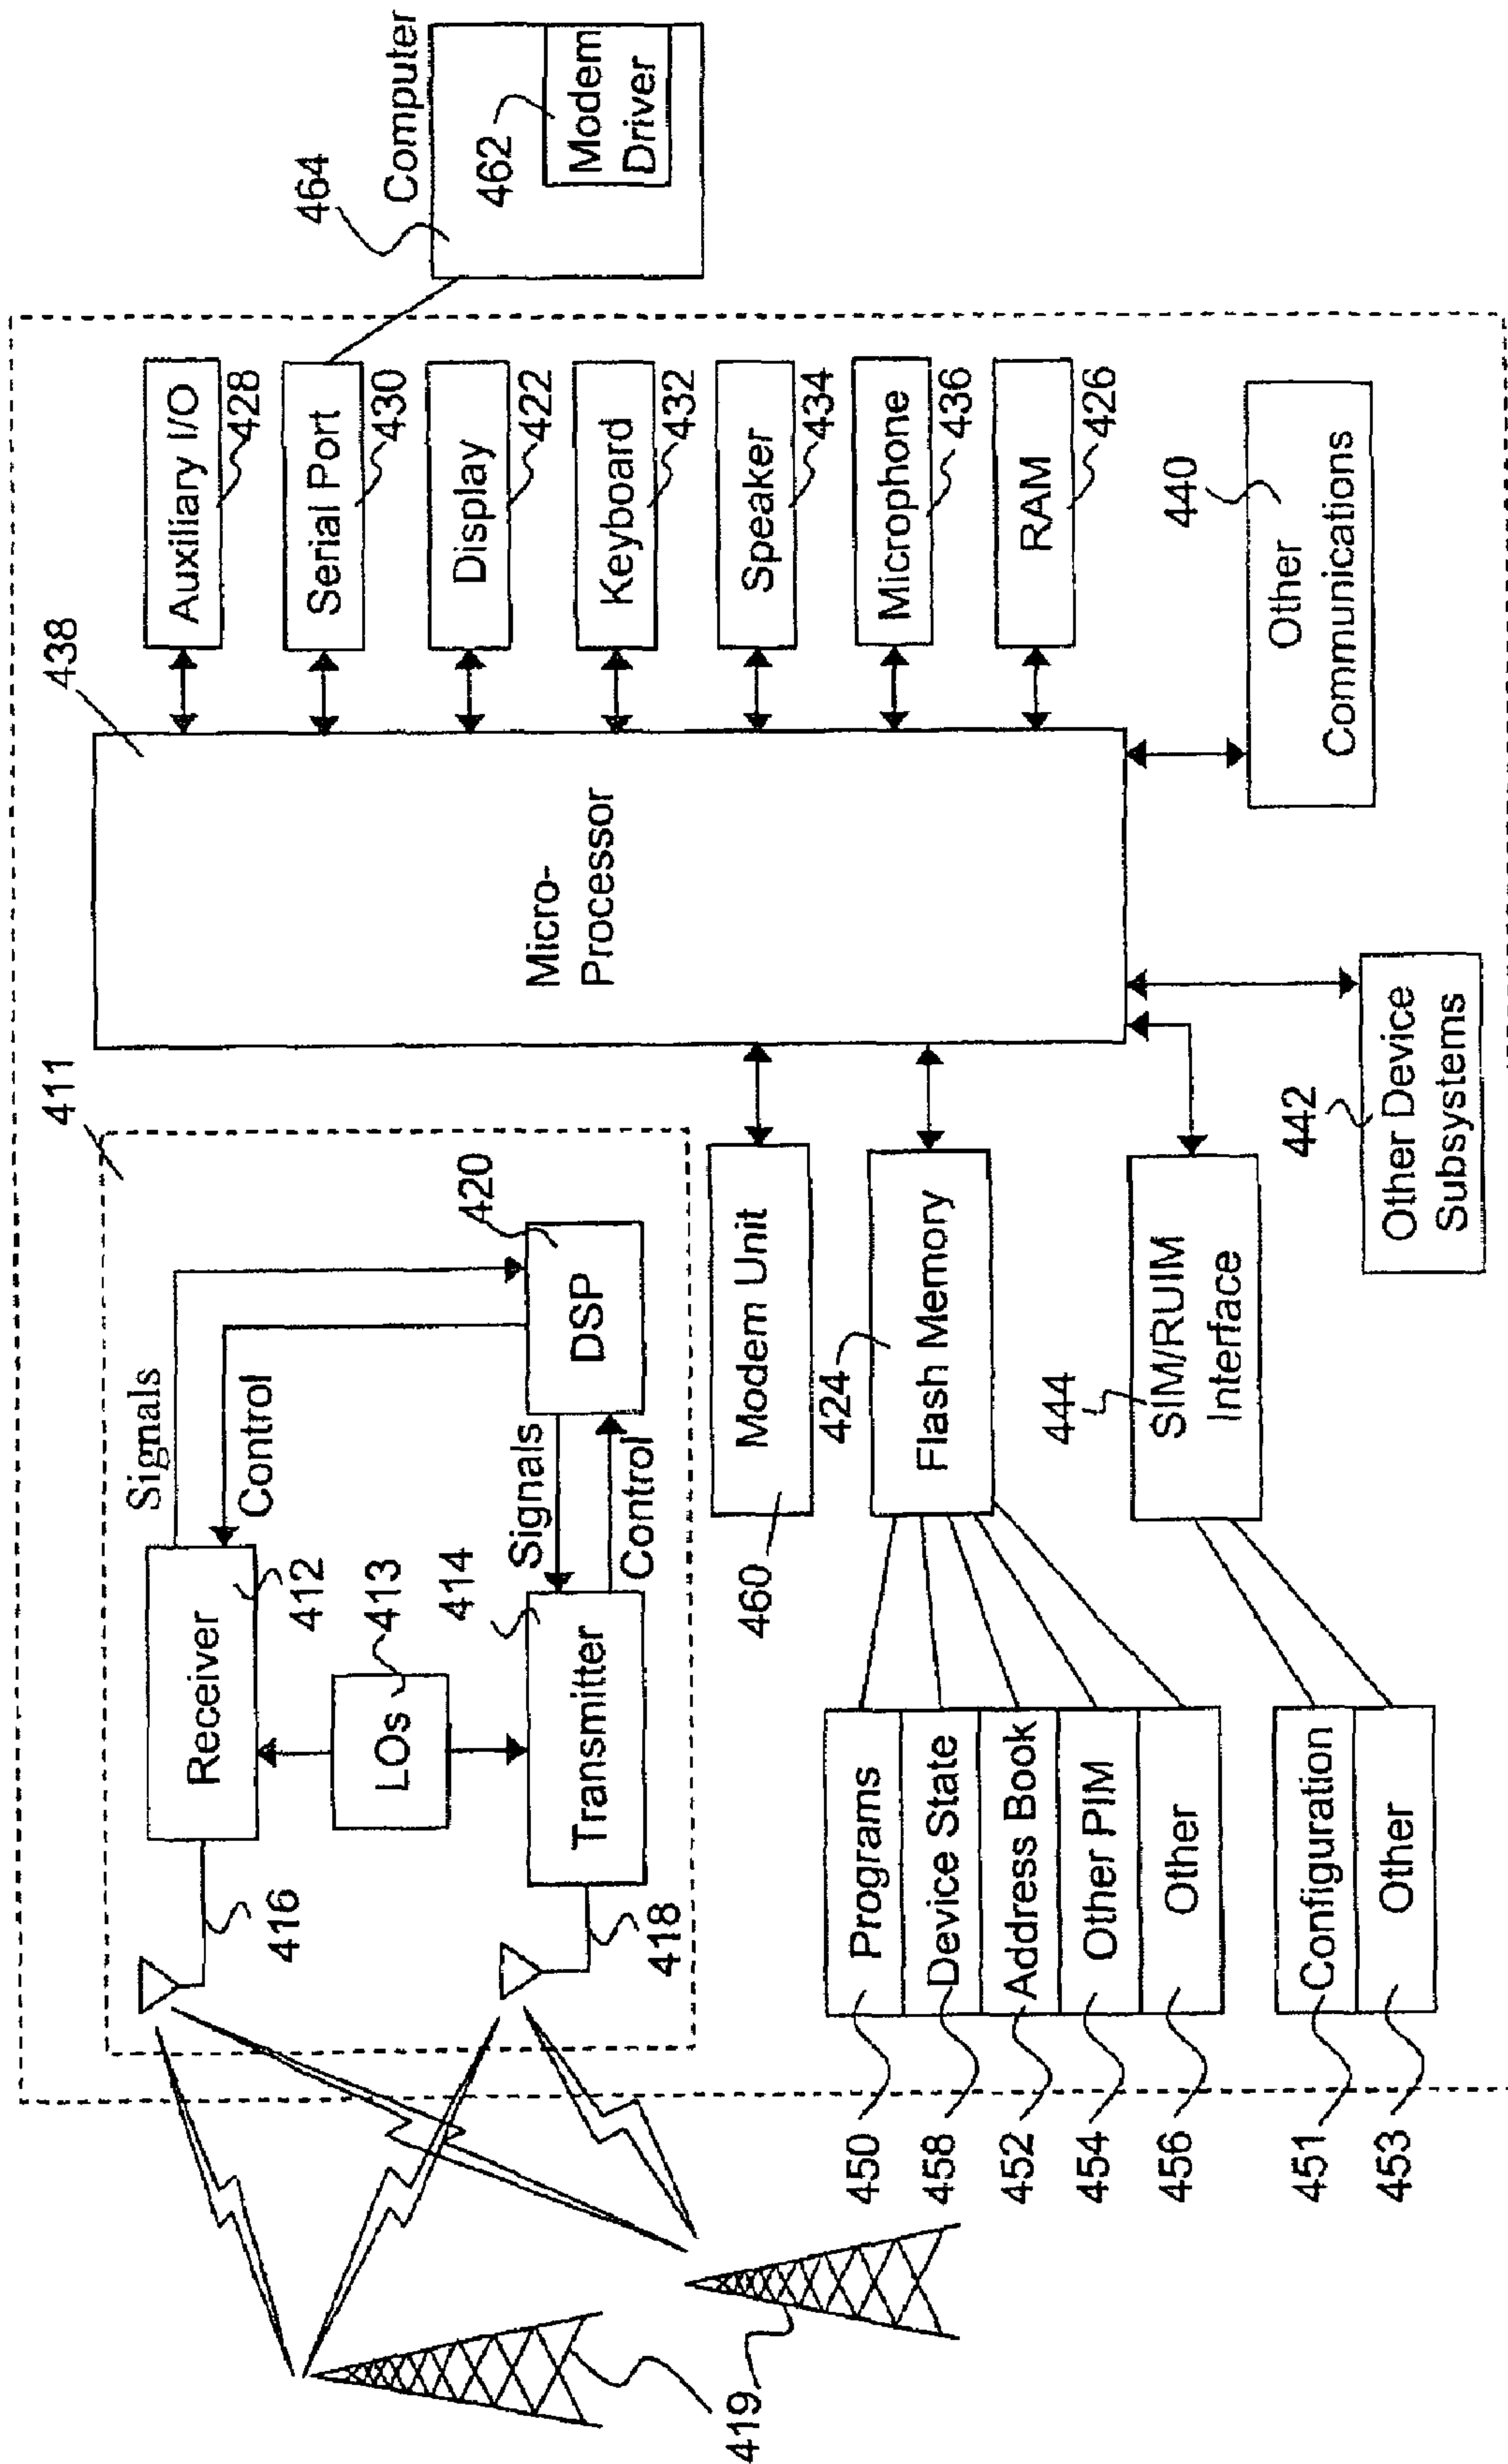 411
438
464
Computer
462
Modem
Driver
Signals
Control
Receiver
412
416
LOs
413
420
DSP
Signals
Control
414
Transmitter
418
419
Micro-
Processor
Auxiliary I/O
428
Serial Port
430
Display
422
Keyboard
432
Speaker
434
Microphone
436
RAM
426
Modem Unit
460
424
Flash Memory
444
SIM/RUIM
Interface
442
Other Device
Subsystems
440
Other
Communications
450
Programs
458
Device State
452
Address Book
454
Other PIM
456
Other
451
Configuration
453
Other